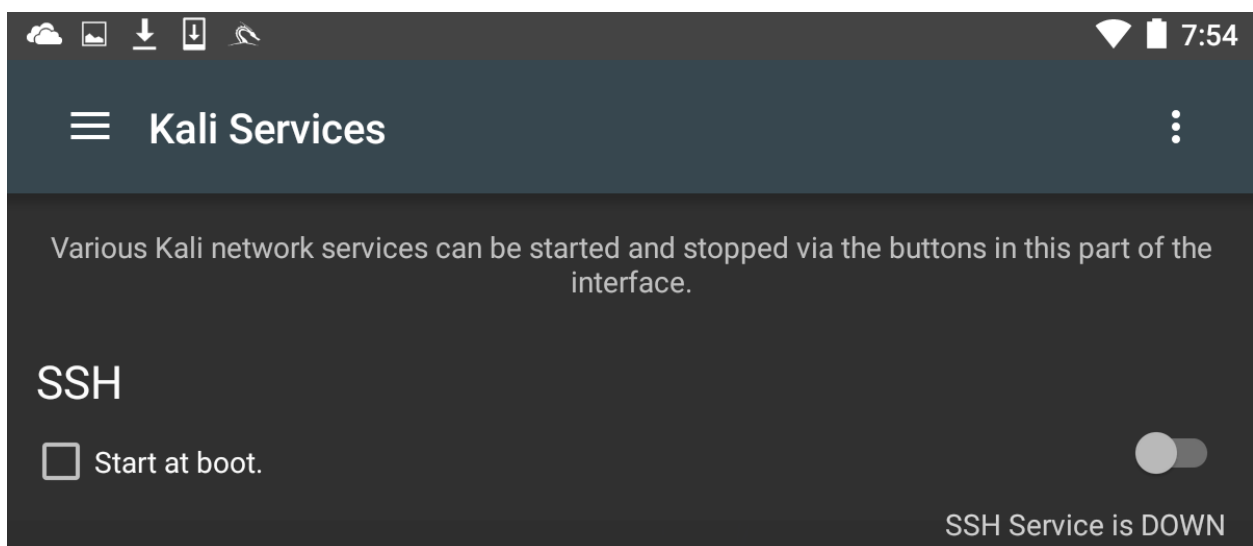 7:54
Kali Services
Various Kali network services can be started and stopped via the buttons in this part of the
interface.
SSH
Start at boot.
SSH Service is DOWN